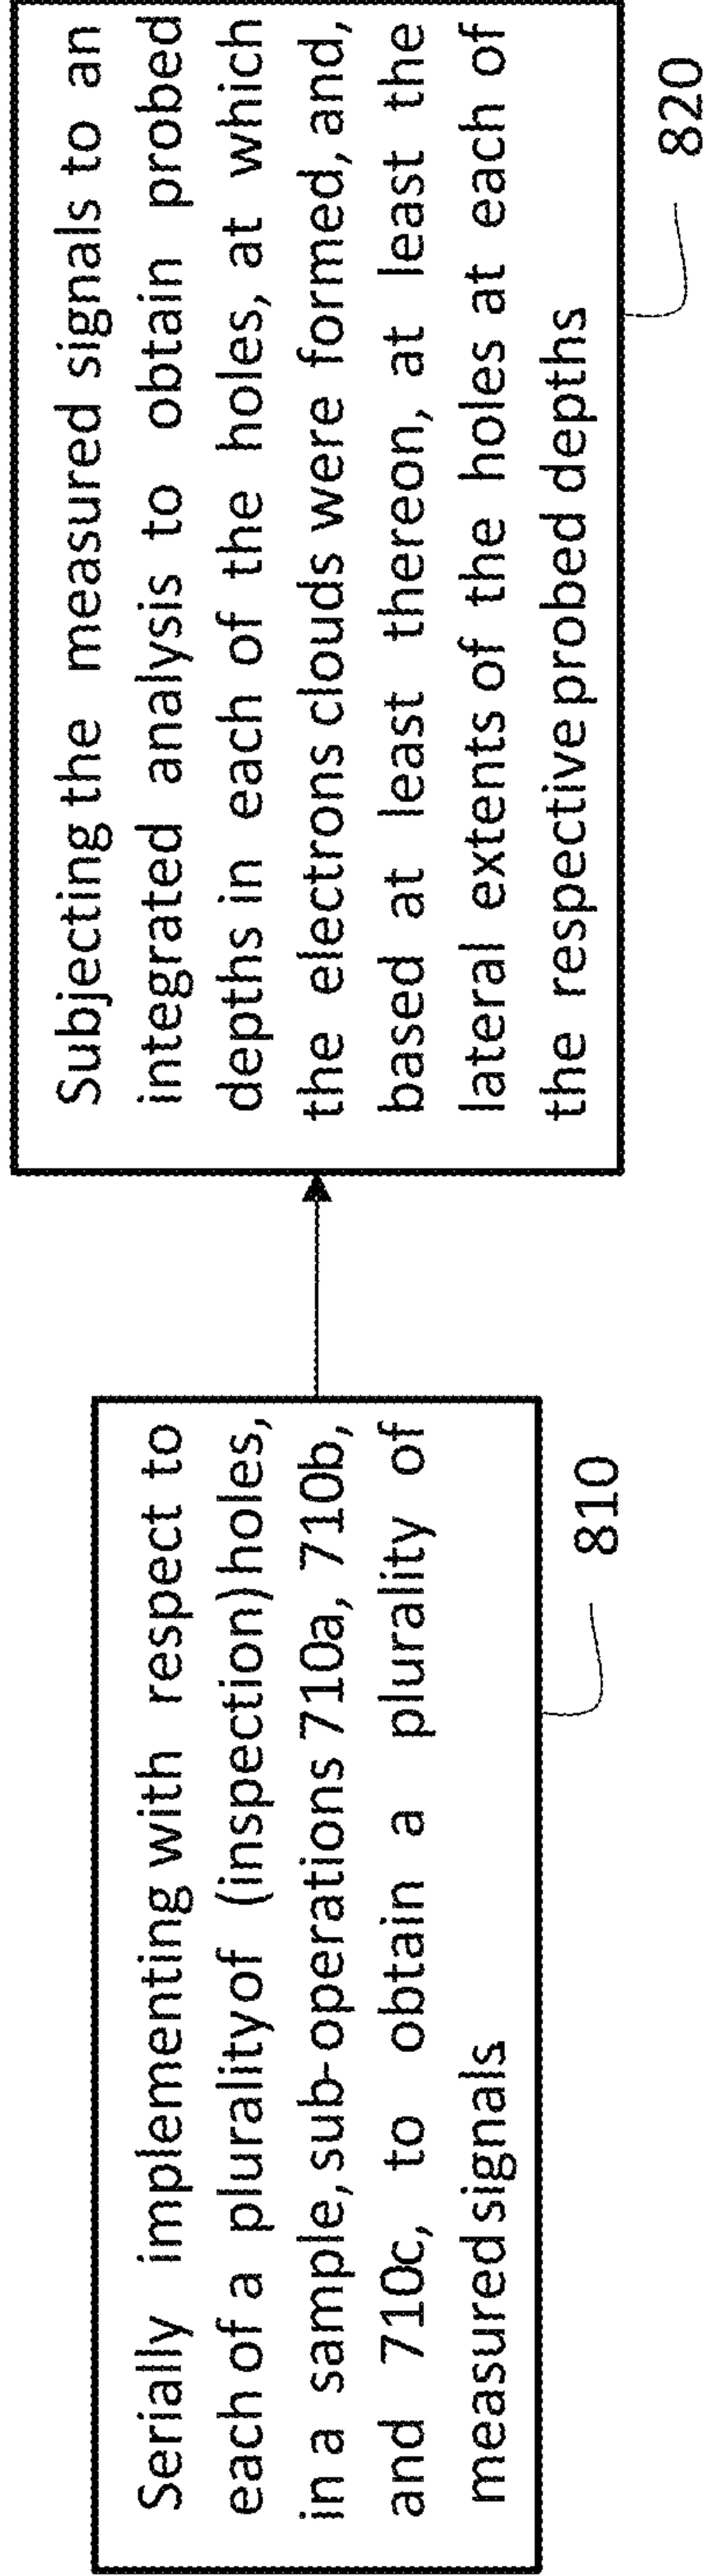 Serially implementing with respect to
each of a plurality of (inspection) holes,
in a sample, sub-operations 710a, 710b,
and 710c, to obtain a plurality of
measured signals
810
Subjecting the measured signals to an
integrated analysis to obtain probed
depths in each of the holes, at which
the electrons clouds were formed, and,
based at least thereon, at least the
lateral extents of the holes at each of
the respective probed depths
820